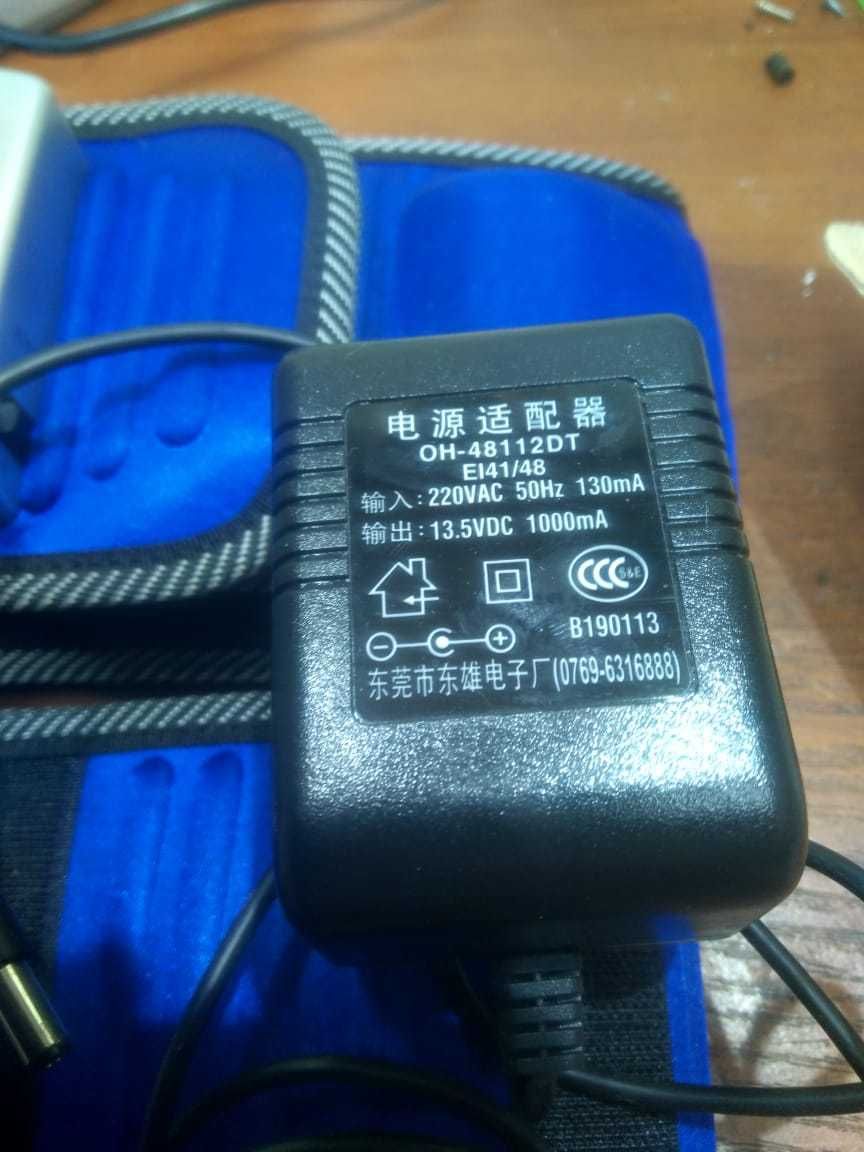 电源适配器
OH-48112DT
EI41/48
输入:220VAC 50Hz 130mA
输出:13.5VDC 1000mA
CCC S&E
B190113
东莞市东雄电子厂(0769-6316888)